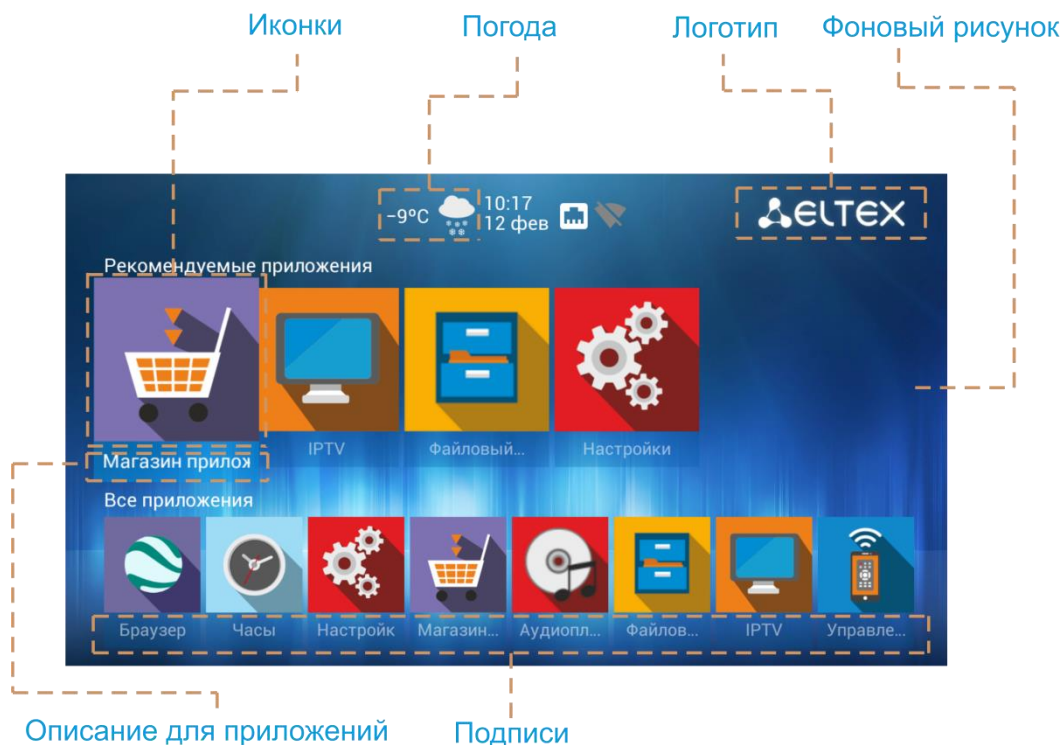 Иконки Погода Логотип Фоновый рисунок
-9°C 10:17
12 фев
ELTEX
Рекомендуемые приложения
IPTV Файловый... Настройки
Магазин прилож
Все приложения
Браузер Часы Настройк Магазин... Аудиопл... Файлов... IPTV Управле...
Описание для приложений Подписи